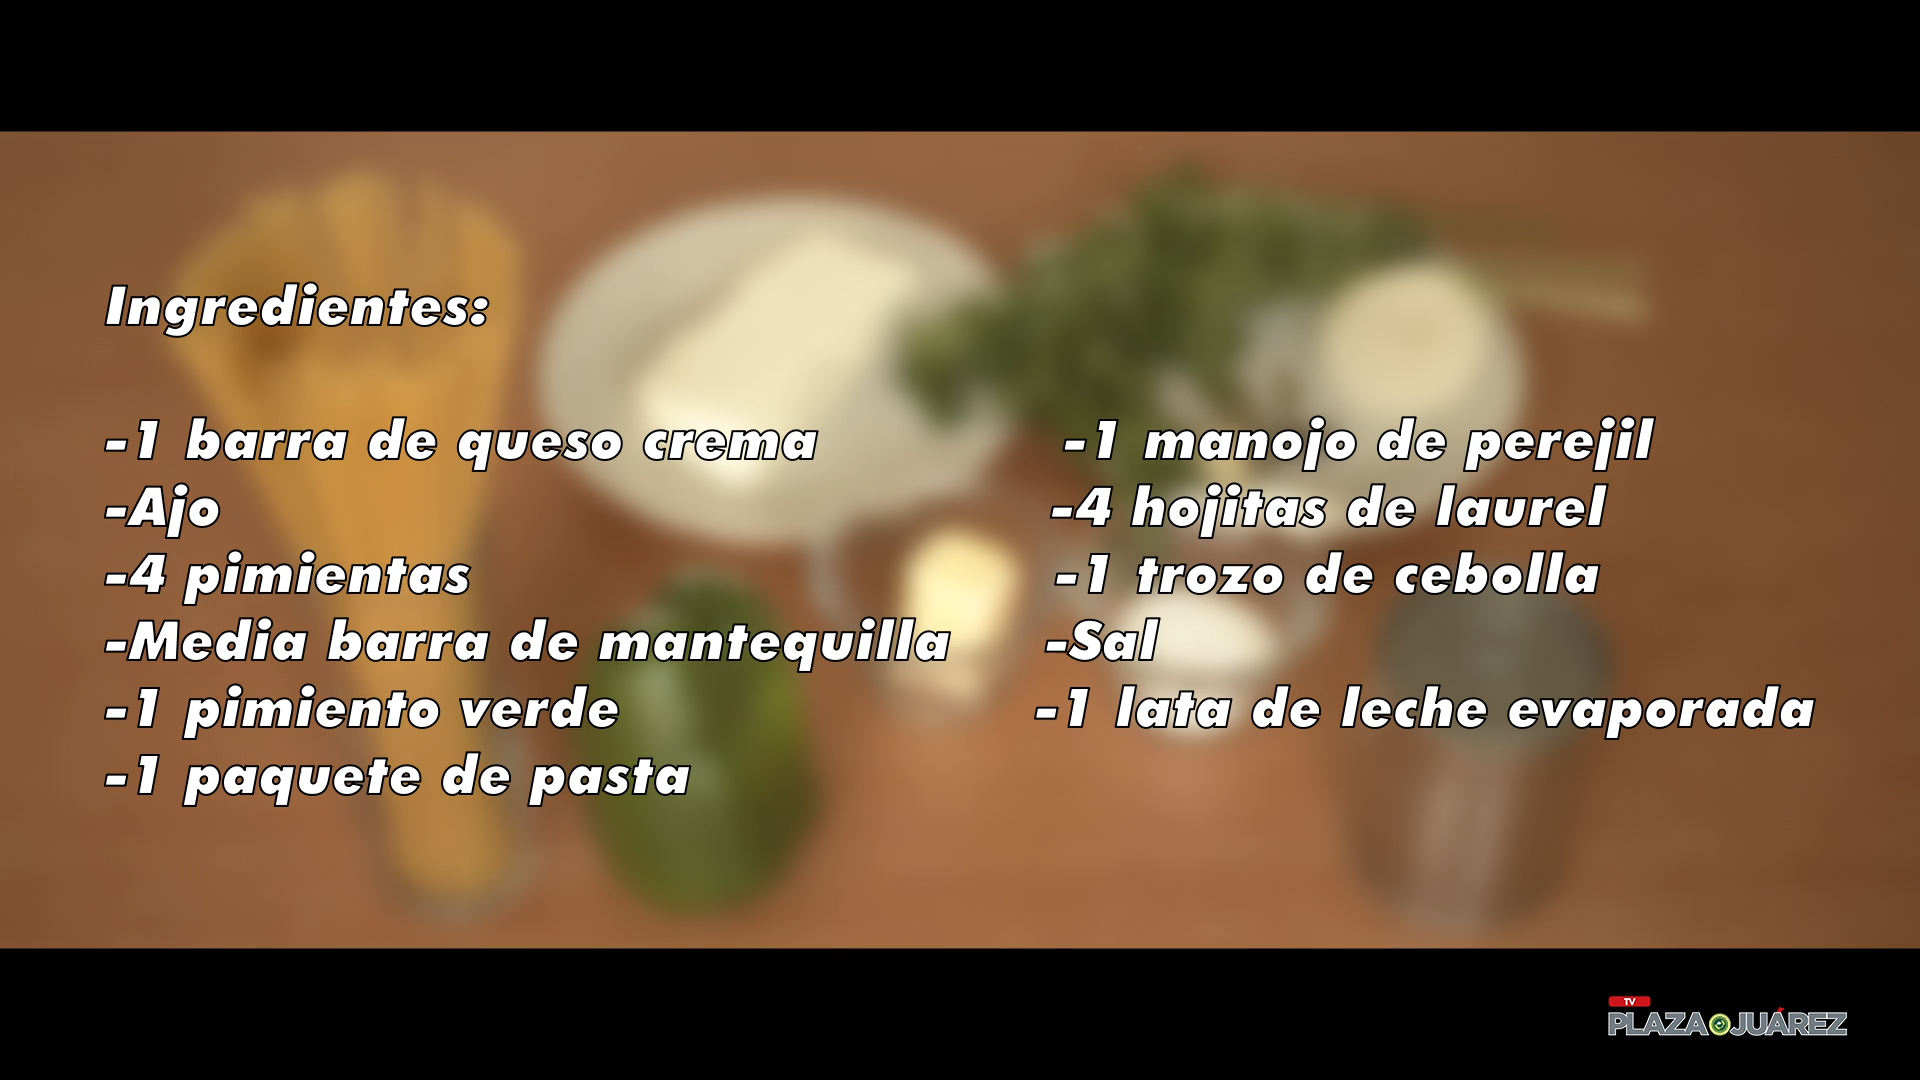 Ingredientes:
-1 barra de queso crema
-Ajo
-4 pimientas
-Media barra de mantequilla
-1 pimiento verde
-1 paquete de pasta
-1 manojo de perejil
-4 hojitas de laurel
-1 trozo de cebolla
-Sal
-1 lata de leche evaporada
TV
PLAZA JUÁREZ